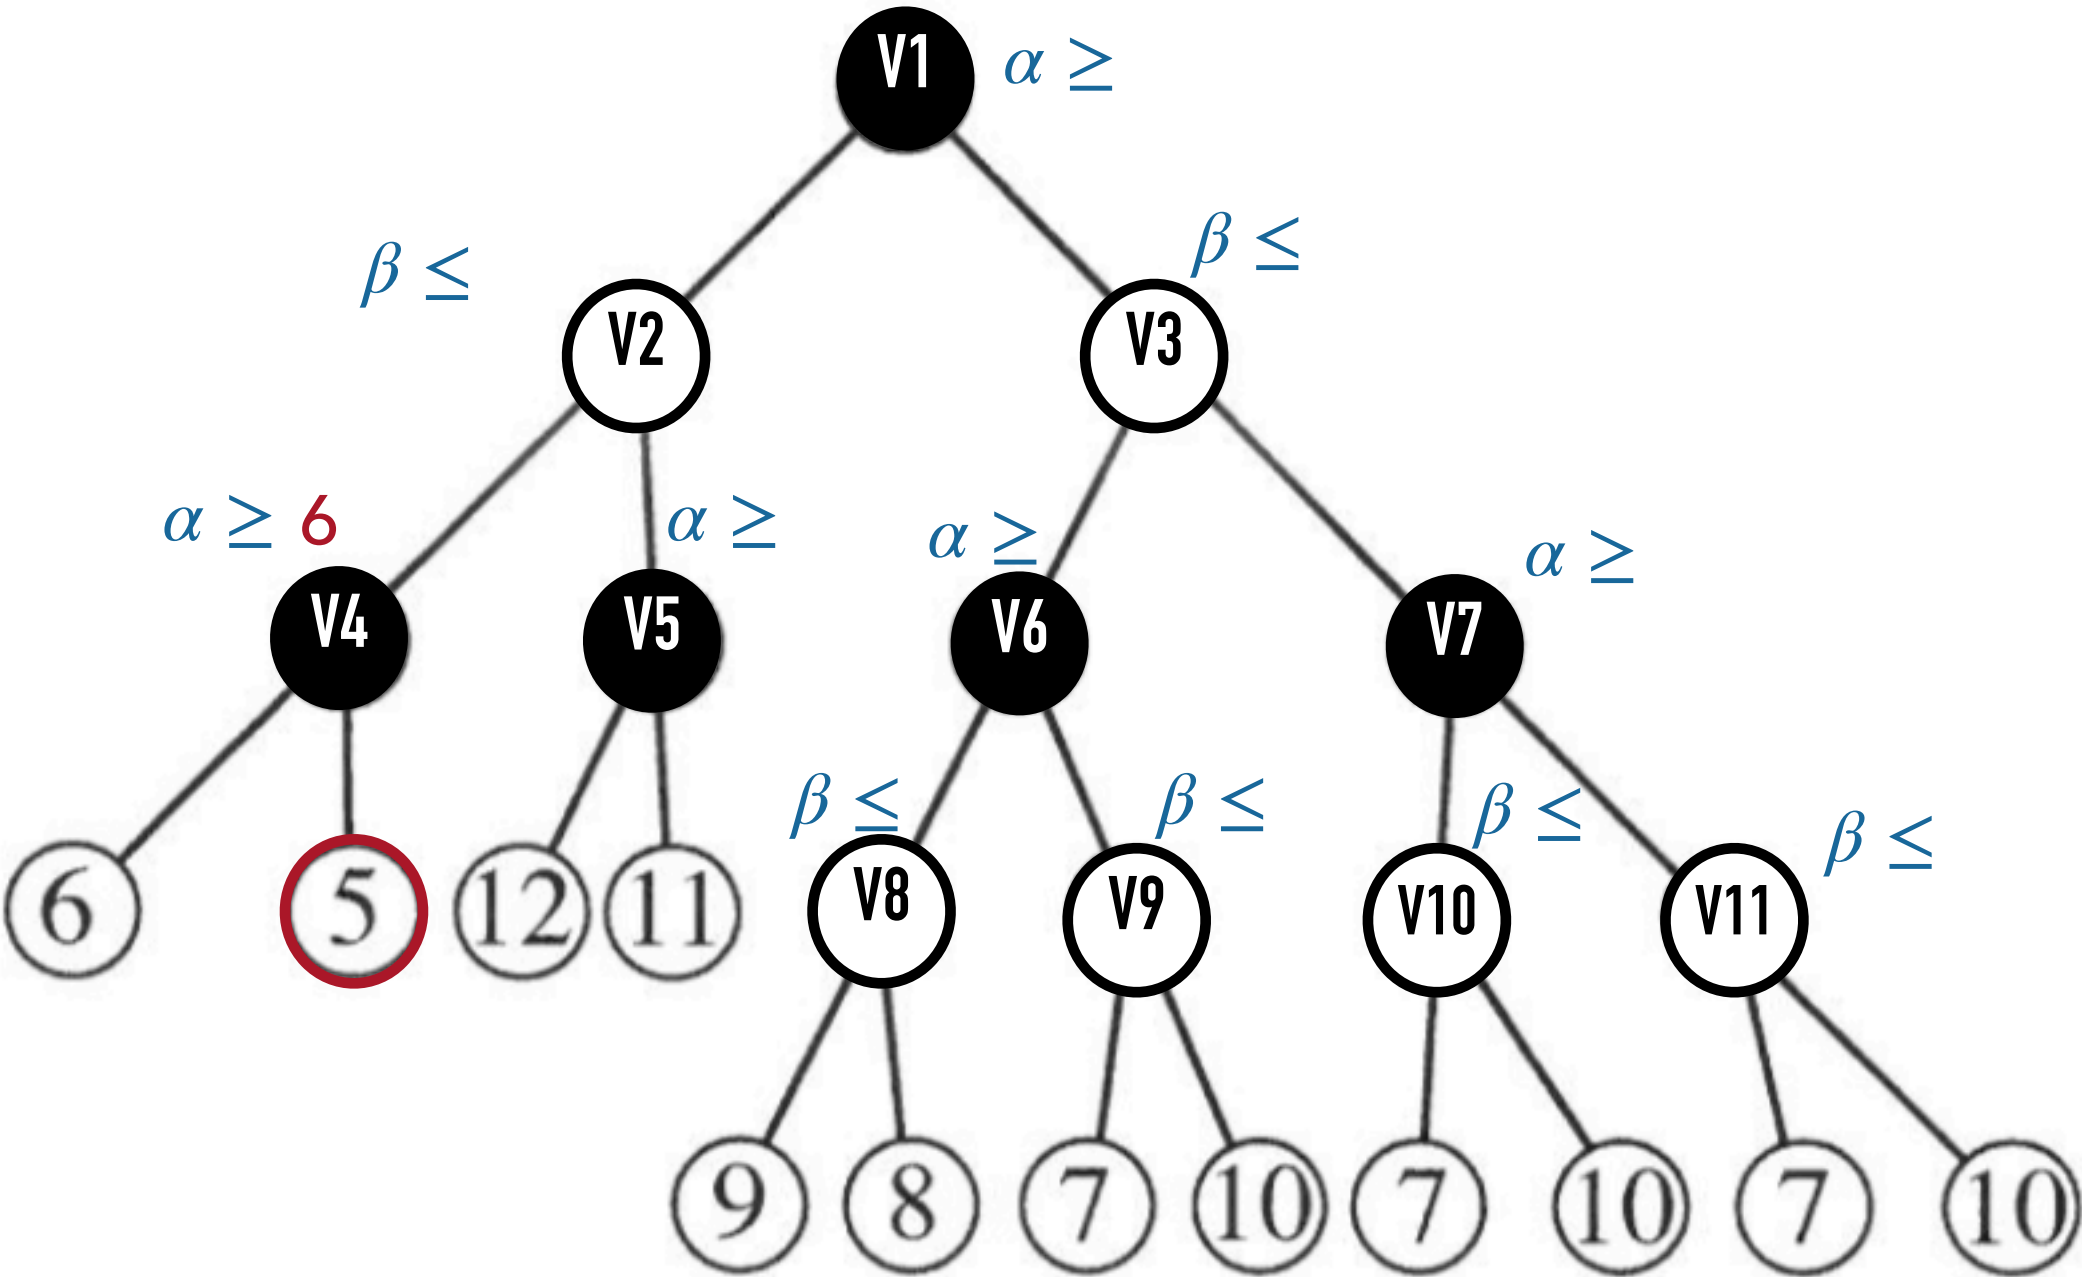 V1 α ≥
β ≤ β ≤
V2 V3
α ≥ 6 α ≥ α ≥ α ≥
V4 V5 V6 V7
β ≤ β ≤ β ≤ β ≤
6 5 12 11 V8 V9 V10 V11
9 8 7 10 7 10 7 10